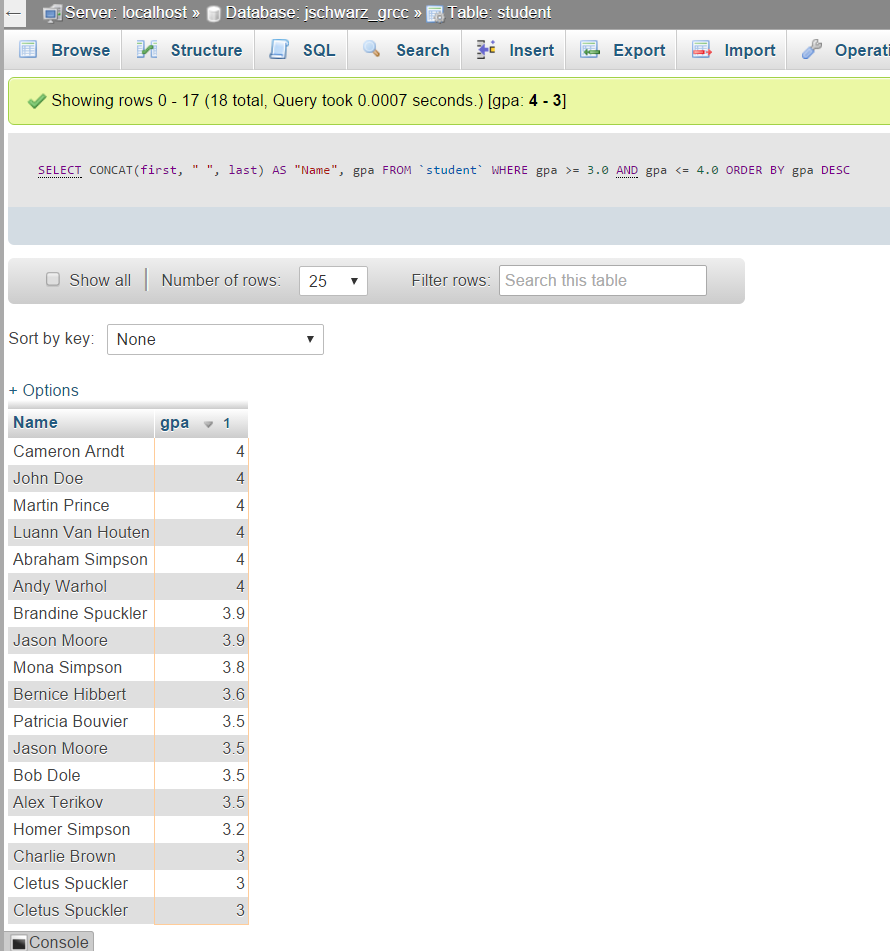 Server: localhost » Database: jschwarz_grcc » Table: student
Browse Structure SQL Search Insert Export Import
Showing rows 0 - 17 (18 total, Query took 0.0007 seconds.) [gpa: 4 - 3]
SELECT CONCAT(first, " ", last) AS "Name", gpa FROM `student` WHERE gpa >= 3.0 AND gpa <= 4.0 ORDER BY gpa DESC
Show all Number of rows: 25 Filter rows: Search this table
Sort by key: None
+ Options
Name gpa 1
Cameron Arndt 4
John Doe 4
Martin Prince 4
Luann Van Houten 4
Abraham Simpson 4
Andy Warhol 4
Brandine Spuckler 3.9
Jason Moore 3.9
Mona Simpson 3.8
Bernice Hibbert 3.6
Patricia Bouvier 3.5
Jason Moore 3.5
Bob Dole 3.5
Alex Terikov 3.5
Homer Simpson 3.2
Charlie Brown 3
Cletus Spuckler 3
Cletus Spuckler 3
Console